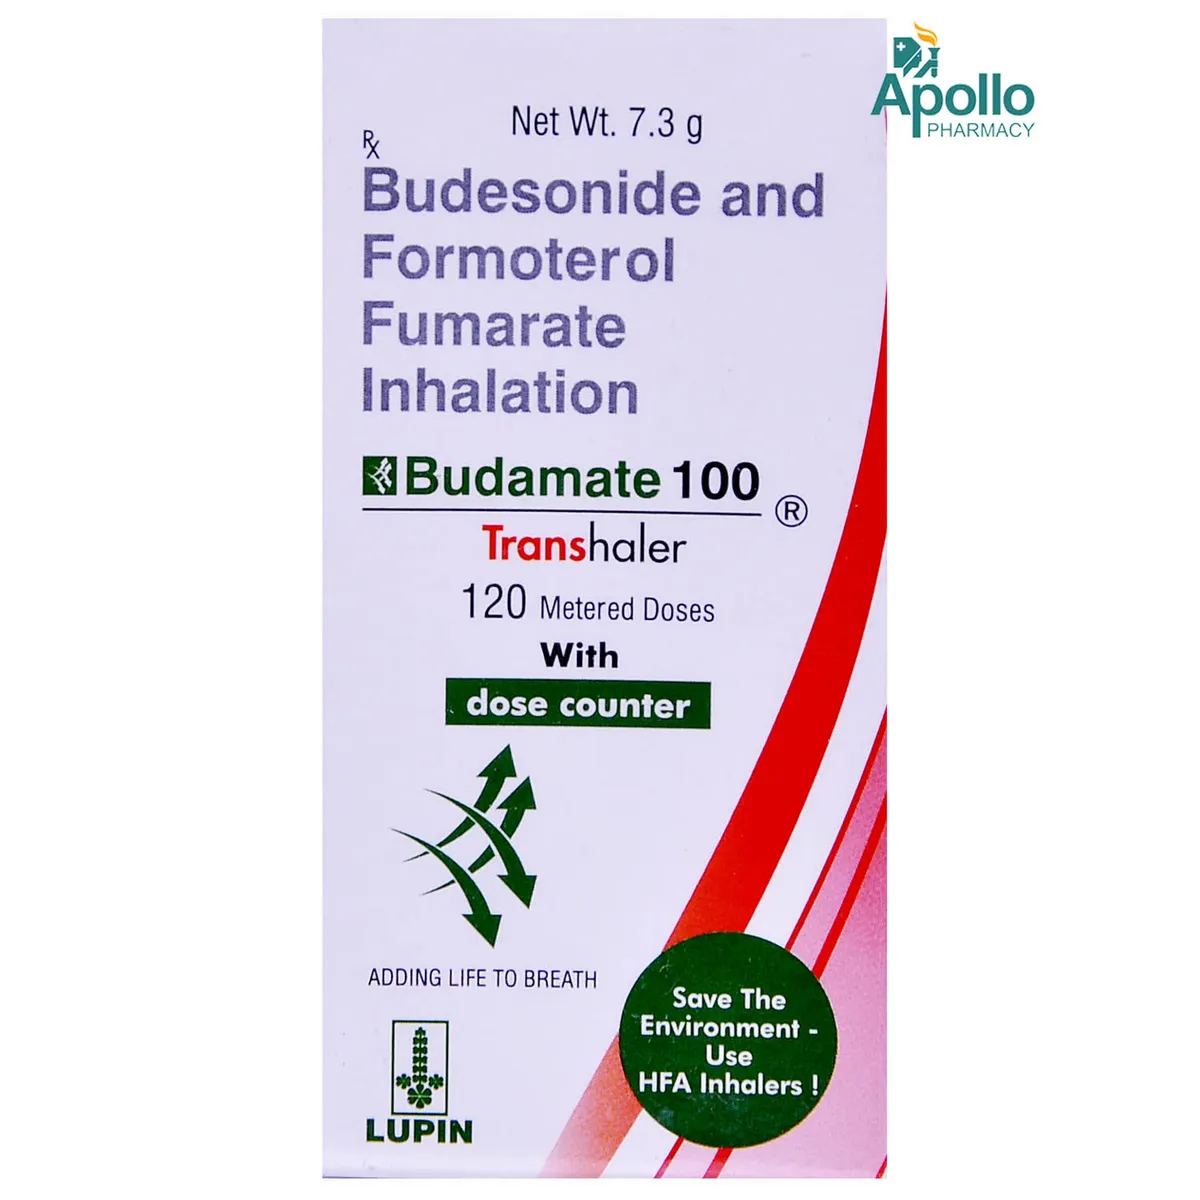 Apollo
PHARMACY
Net Wt. 7.3 g
Rx
Budesonide and
Formoterol
Fumarate
Inhalation
Budamate 100
®
Transhaler
120 Metered Doses
With
dose counter
ADDING LIFE TO BREATH
Save The
Environment -
Use
HFA Inhalers !
LUPIN